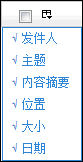 √ 发件人
√ 主题
√ 内容摘要
√ 位置
√ 大小
√ 日期